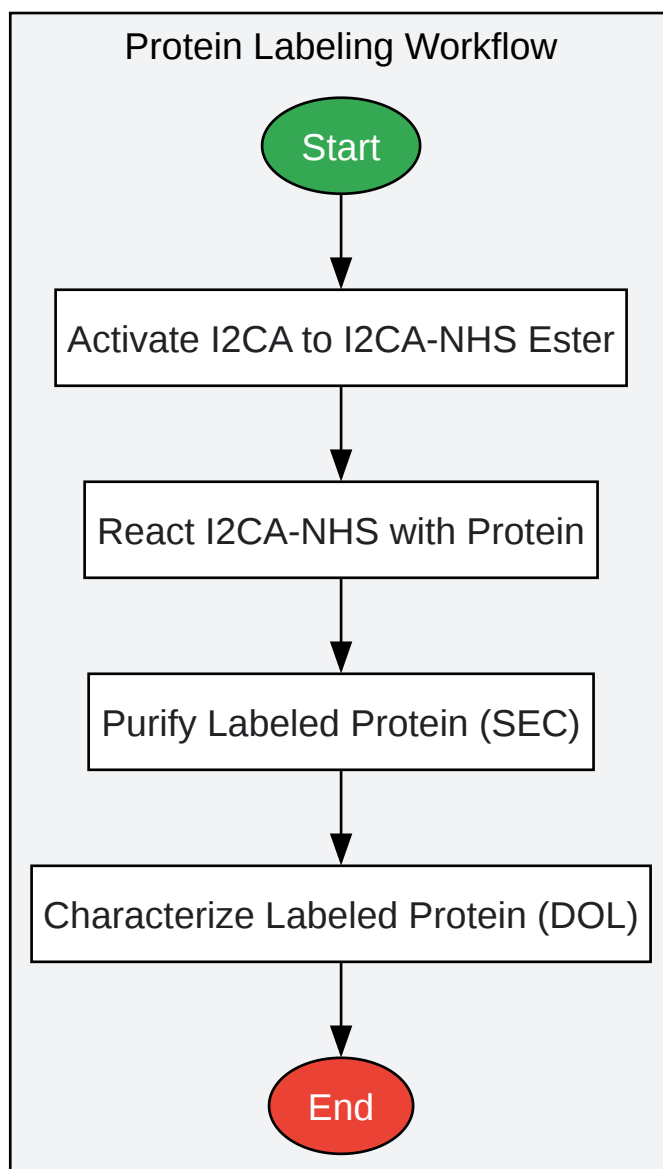 Protein Labeling Workflow
Start
Activate I2CA to I2CA-NHS Ester
React I2CA-NHS with Protein
Purify Labeled Protein (SEC)
Characterize Labeled Protein (DOL)
End